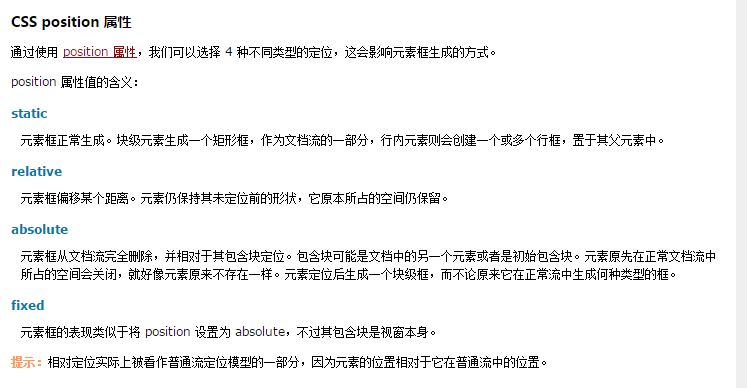 CSS position 属性
通过使用 position 属性，我们可以选择 4 种不同类型的定位，这会影响元素框生成的方式。
position 属性值的含义：
static
元素框正常生成。块级元素生成一个矩形框，作为文档流的一部分，行内元素则会创建一个或多个行框，置于其父元素中。
relative
元素框偏移某个距离。元素仍保持其未定位前的形状，它原本所占的空间仍保留。
absolute
元素框从文档流完全删除，并相对于其包含块定位。包含块可能是文档中的另一个元素或者是初始包含块。元素原先在正常文档流中
所占的空间会关闭，就好像元素原来不存在一样。元素定位后生成一个块级框，而不论原来它在正常流中生成何种类型的框。
fixed
元素框的表现类似于将 position 设置为 absolute，不过其包含块是视窗本身。
提示：相对定位实际上被看作普通流定位模型的一部分，因为元素的位置相对于它在普通流中的位置。